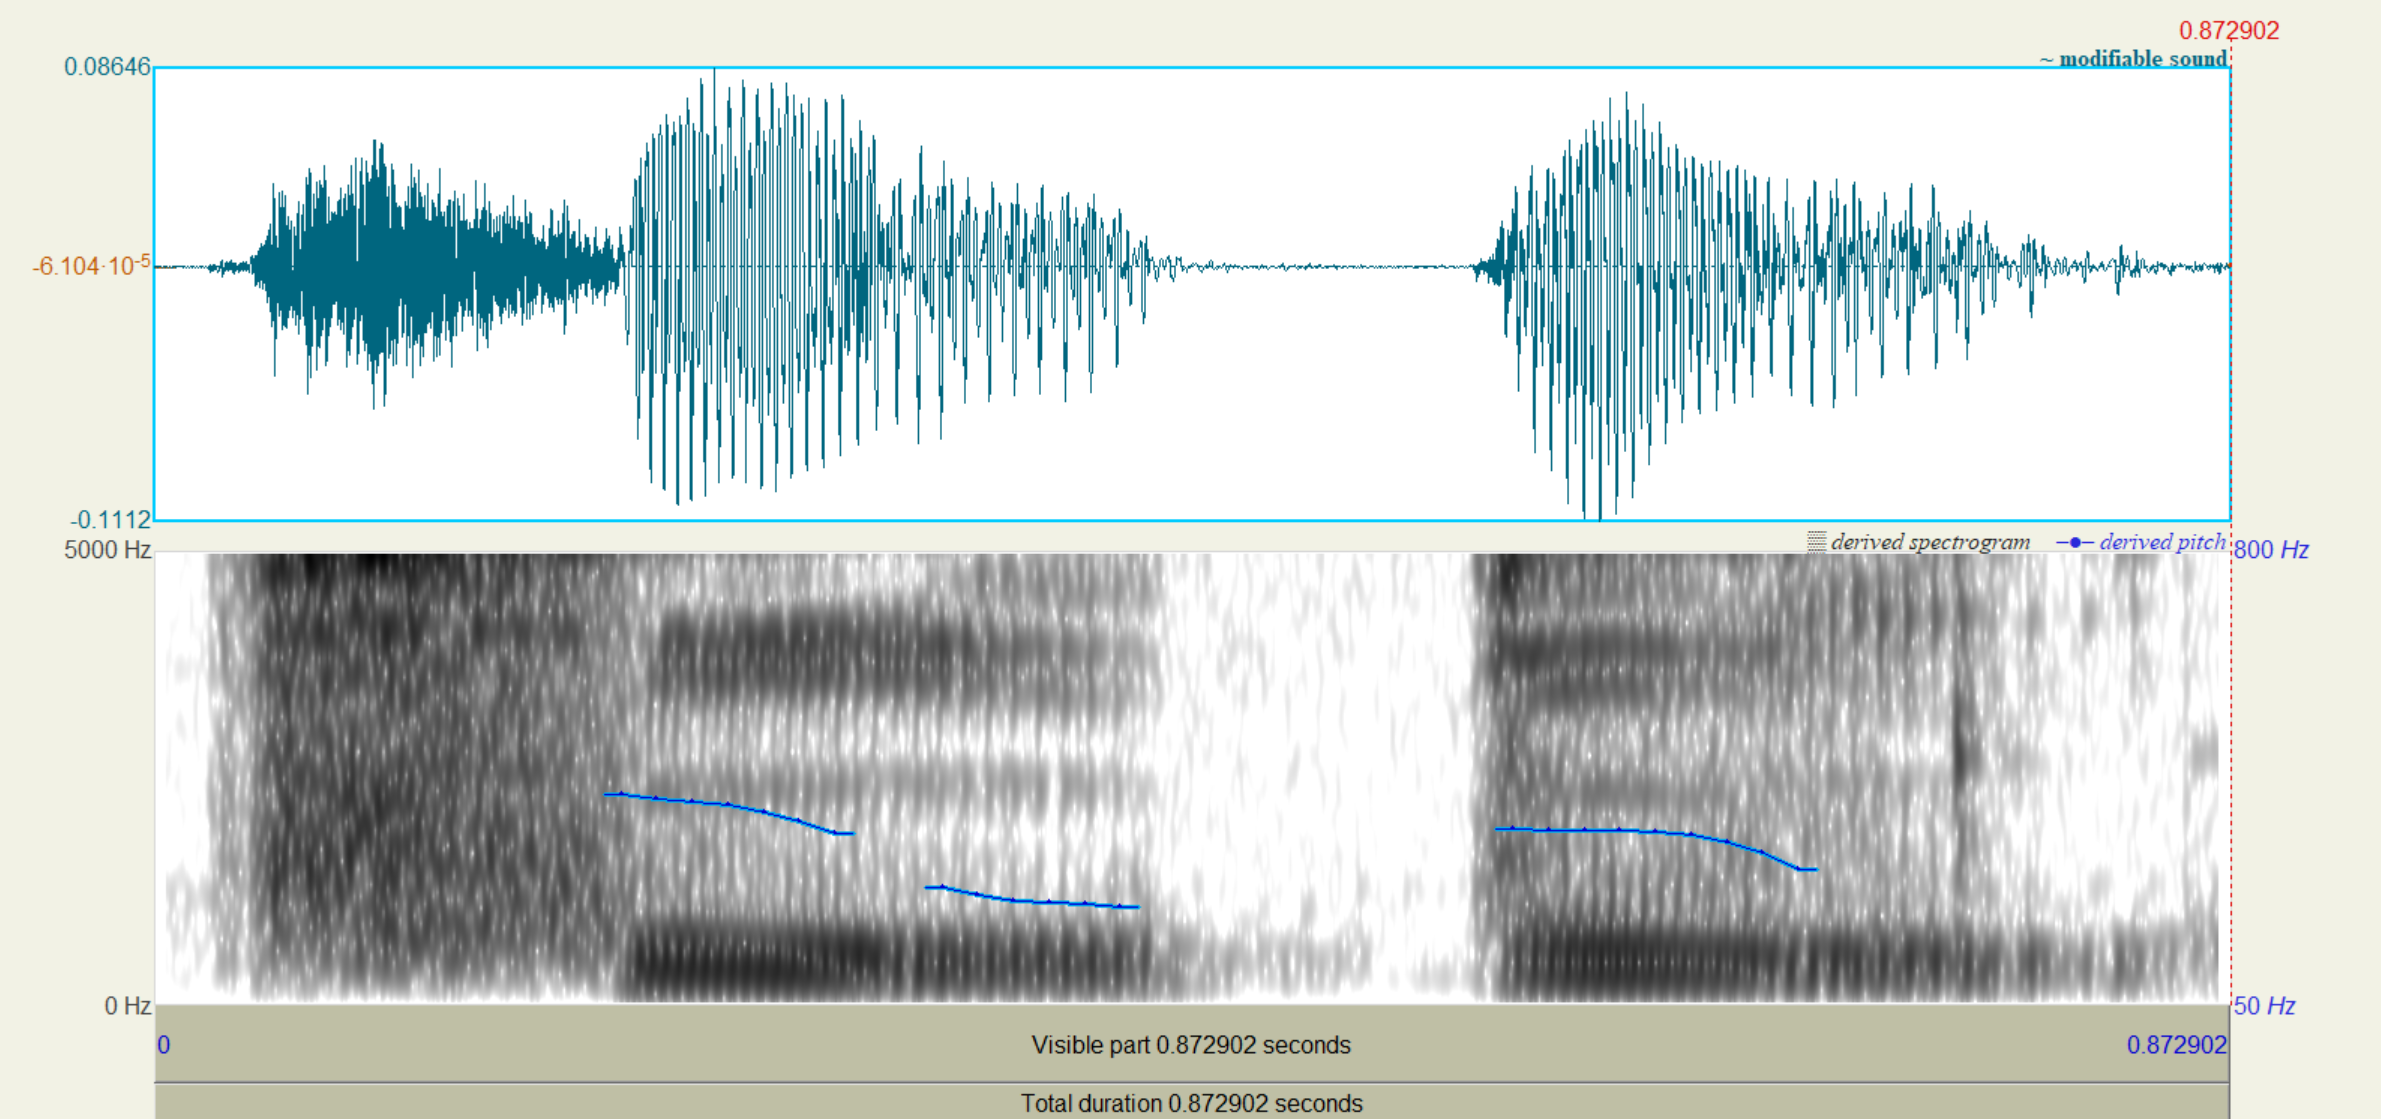 0.872902
0.08646
~ modifiable sound
-6.104·10⁻⁵
-0.1112
5000 Hz
derived spectrogram
derived pitch
800 Hz
0 Hz
50 Hz
0
Visible part 0.872902 seconds
0.872902
Total duration 0.872902 seconds